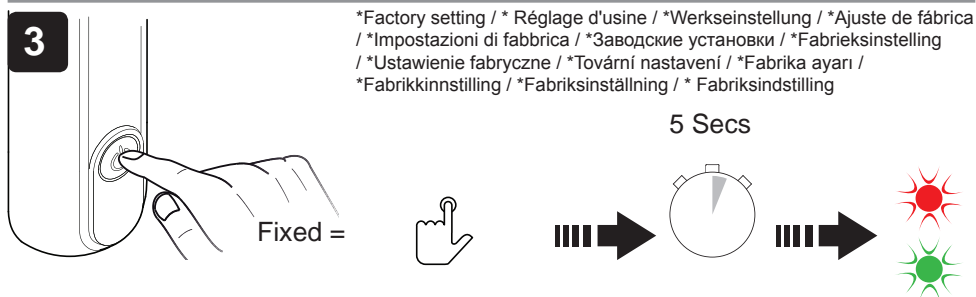 3
*Factory setting / * Réglage d'usine / *Werkseinstellung / *Ajuste de fábrica
/ *Impostazioni di fabbrica / *Заводские установки / *Fabrieksinstelling
/ *Ustawienie fabryczne / *Tovární nastavení / *Fabrika ayarı /
*Fabrikkinnstilling / *Fabriksinställning / * Fabriksindstilling
5 Secs
Fixed =